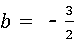 b = - 3/2